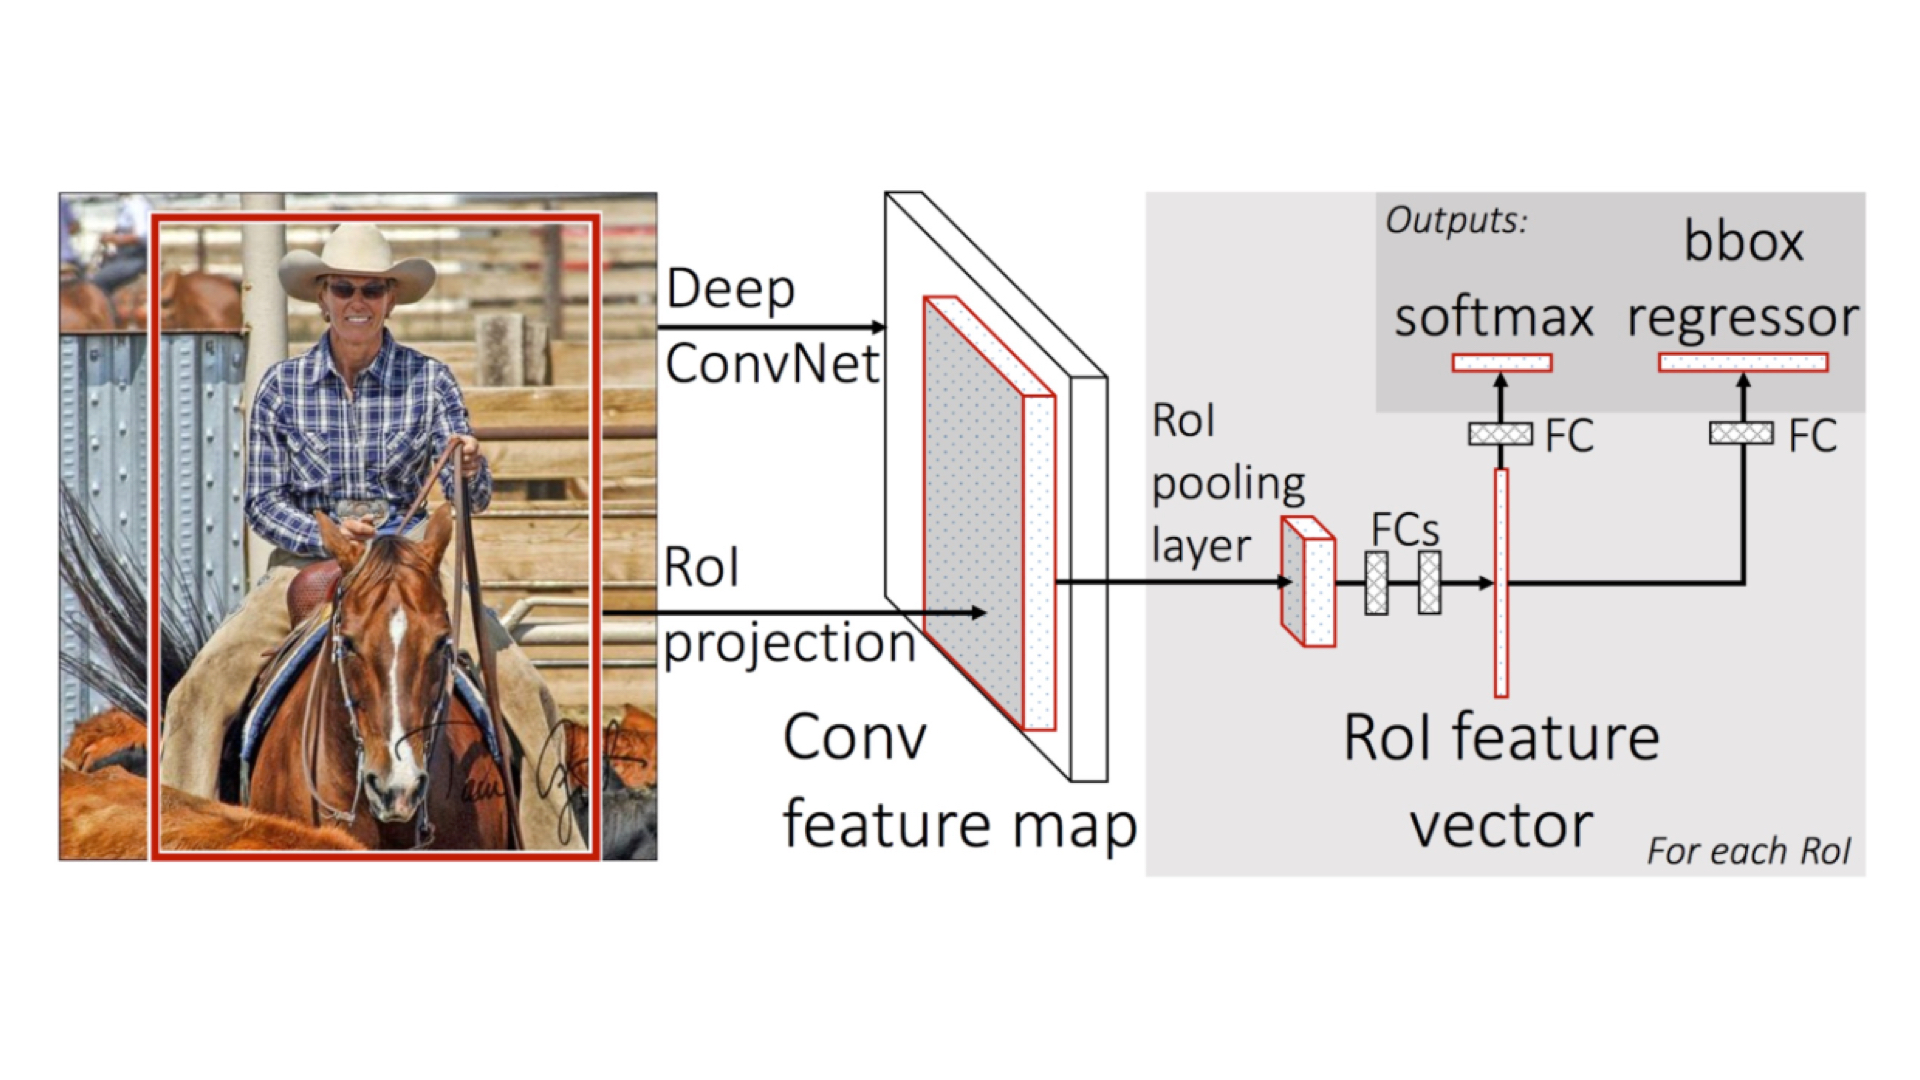 Deep
ConvNet
RoI
projection
Conv
feature map
RoI
pooling
layer
FCs
Outputs:
softmax
bbox
regressor
FC
FC
RoI feature
vector
For each RoI